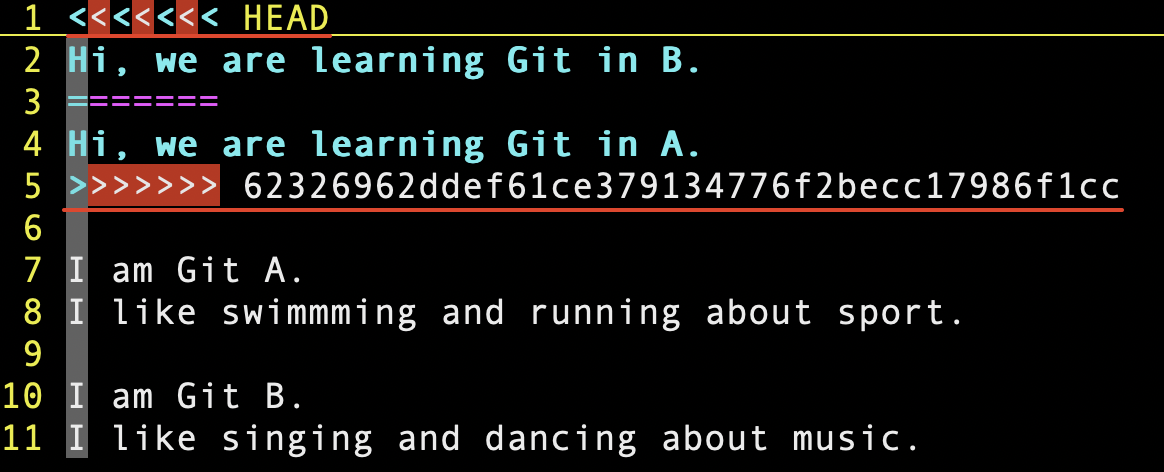 1 <<<<<<< HEAD
2 Hi, we are learning Git in B.
3 =======
4 Hi, we are learning Git in A.
5 >>>>>>> 62326962ddef61ce379134776f2becc17986f1cc
6
7 I am Git A.
8 I like swimmming and running about sport.
9
10 I am Git B.
11 I like singing and dancing about music.